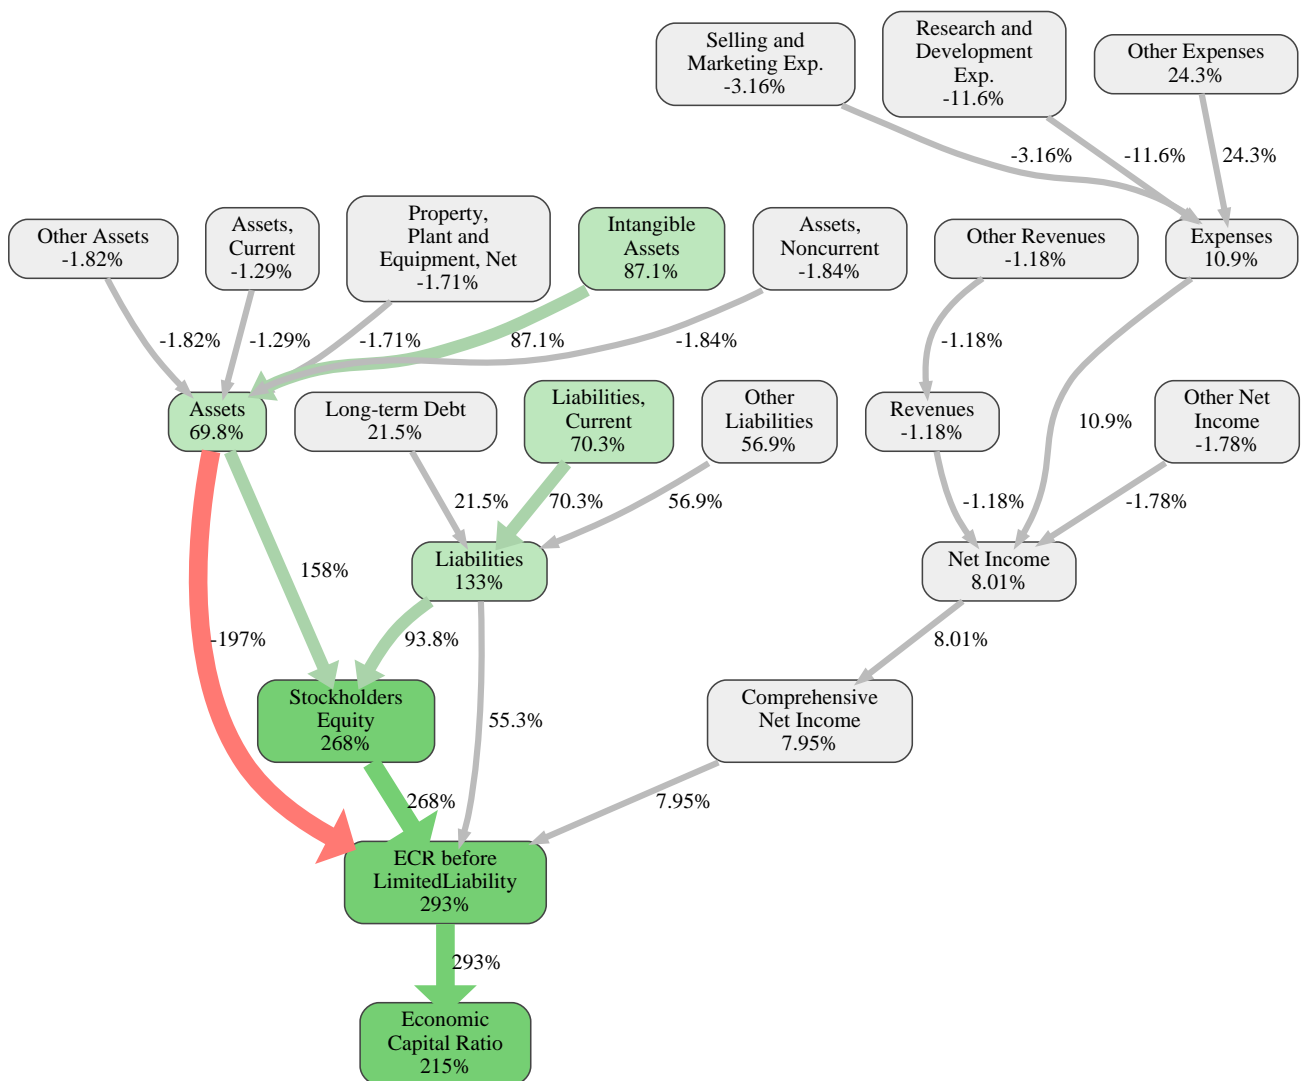 Selling and
Marketing Exp.
-3.16%
Research and
Development
Exp.
-11.6%
Other Expenses
24.3%
-3.16%
-11.6%
24.3%
Other Assets
-1.82%
Assets,
Current
-1.29%
Property,
Plant and
Equipment, Net
-1.71%
Intangible
Assets
87.1%
Assets,
Noncurrent
-1.84%
Other Revenues
-1.18%
Expenses
10.9%
-1.82%
-1.29%
-1.71%
87.1%
-1.84%
-1.18%
Assets
69.8%
Long-term Debt
21.5%
Liabilities,
Current
70.3%
Other
Liabilities
56.9%
Revenues
-1.18%
10.9%
Other Net
Income
-1.78%
21.5%
70.3%
56.9%
-1.18%
-1.78%
158%
Liabilities
133%
Net Income
8.01%
-197%
93.8%
8.01%
Stockholders
Equity
268%
55.3%
Comprehensive
Net Income
7.95%
268%
7.95%
ECR before
LimitedLiability
293%
293%
Economic
Capital Ratio
215%